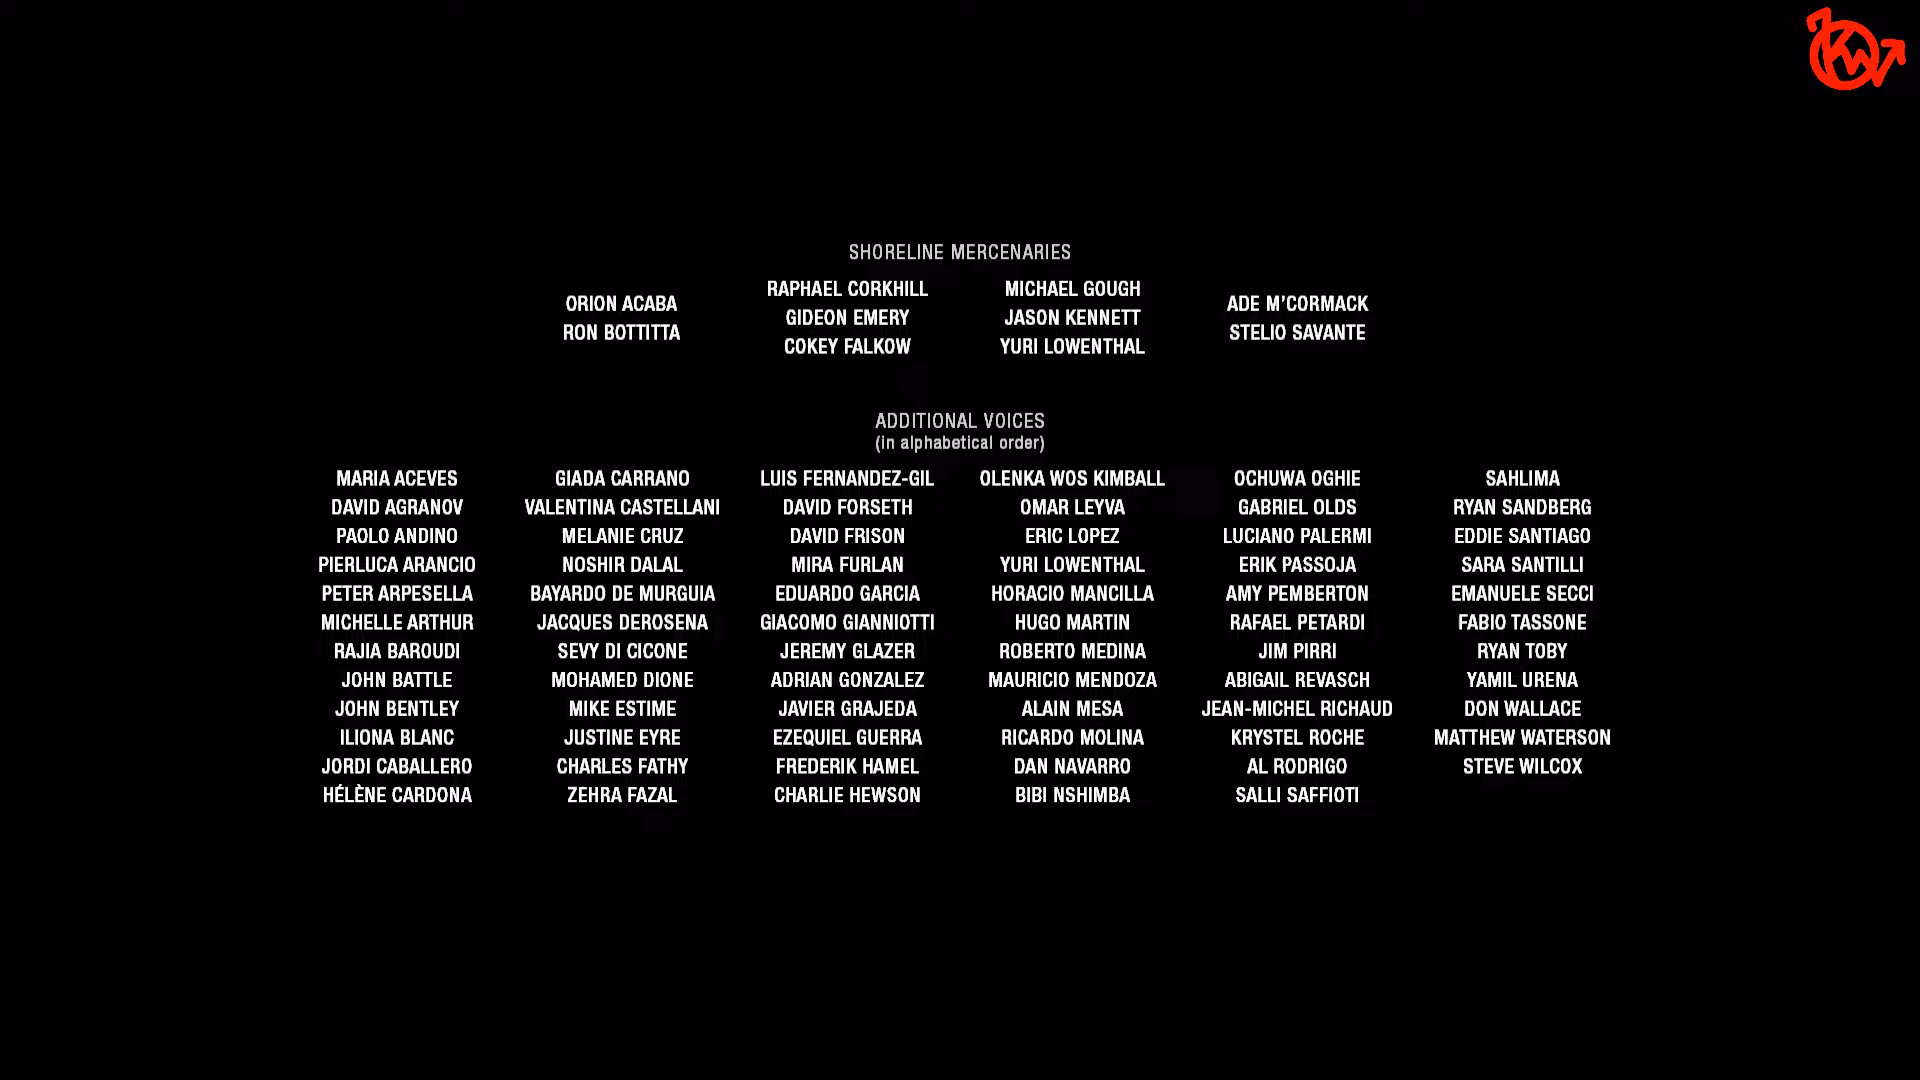 KW
SHORELINE MERCENARIES
ORION ACABA
RON BOTTITTA
RAPHAEL CORKHILL
GIDEON EMERY
COKEY FALKOW
MICHAEL GOUGH
JASON KENNETT
YURI LOWENTHAL
ADE M'CORMACK
STELIO SAVANTE
ADDITIONAL VOICES
(in alphabetical order)
MARIA ACEVES
DAVID AGRANOV
PAOLO ANDINO
PIERLUCA ARANCIO
PETER ARPESELLA
MICHELLE ARTHUR
RAJIA BAROUDI
JOHN BATTLE
JOHN BENTLEY
ILIONA BLANC
JORDI CABALLERO
HÉLÈNE CARDONA
GIADA CARRANO
VALENTINA CASTELLANI
MELANIE CRUZ
NOSHIR DALAL
BAYARDO DE MURGUIA
JACQUES DEROSENA
SEVY DI CICONE
MOHAMED DIONE
MIKE ESTIME
JUSTINE EYRE
CHARLES FATHY
ZEHRA FAZAL
LUIS FERNANDEZ-GIL
DAVID FORSETH
DAVID FRISON
MIRA FURLAN
EDUARDO GARCIA
GIACOMO GIANNIOTTI
JEREMY GLAZER
ADRIAN GONZALEZ
JAVIER GRAJEDA
EZEQUIEL GUERRA
FREDERIK HAMEL
CHARLIE HEWSON
OLENKA WOS KIMBALL
OMAR LEYVA
ERIC LOPEZ
YURI LOWENTHAL
HORACIO MANCILLA
HUGO MARTIN
ROBERTO MEDINA
MAURICIO MENDOZA
ALAIN MESA
RICARDO MOLINA
DAN NAVARRO
BIBI NSHIMBA
OCHUWA OGHIE
GABRIEL OLDS
LUCIANO PALERMI
ERIK PASSOJA
AMY PEMBERTON
RAFAEL PETARDI
JIM PIRRI
ABIGAIL REVASCH
JEAN-MICHEL RICHAUD
KRYSTEL ROCHE
AL RODRIGO
SALLI SAFFIOTI
SAHLIMA
RYAN SANDBERG
EDDIE SANTIAGO
SARA SANTILLI
EMANUELE SECCI
FABIO TASSONE
RYAN TOBY
YAMIL URENA
DON WALLACE
MATTHEW WATERSON
STEVE WILCOX